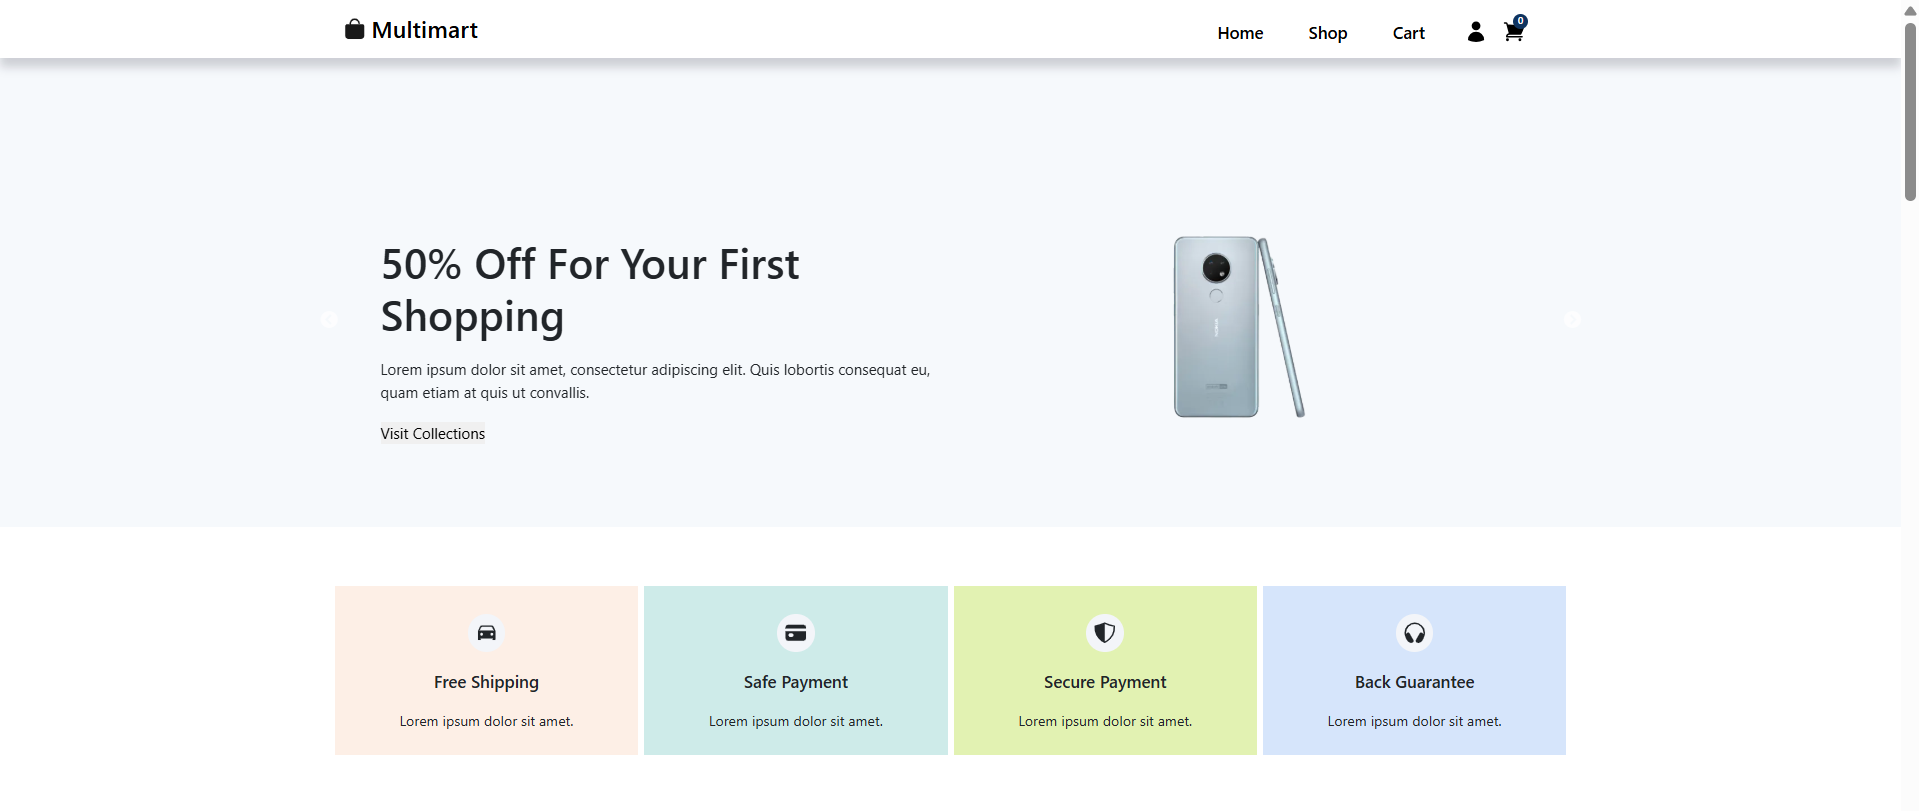 Multimart
Home
Shop
Cart
0
50% Off For Your First
Shopping
Lorem ipsum dolor sit amet, consectetur adipiscing elit. Quis lobortis consequat eu,
quam etiam at quis ut convallis.
Visit Collections
Free Shipping
Lorem ipsum dolor sit amet.
Safe Payment
Lorem ipsum dolor sit amet.
Secure Payment
Lorem ipsum dolor sit amet.
Back Guarantee
Lorem ipsum dolor sit amet.